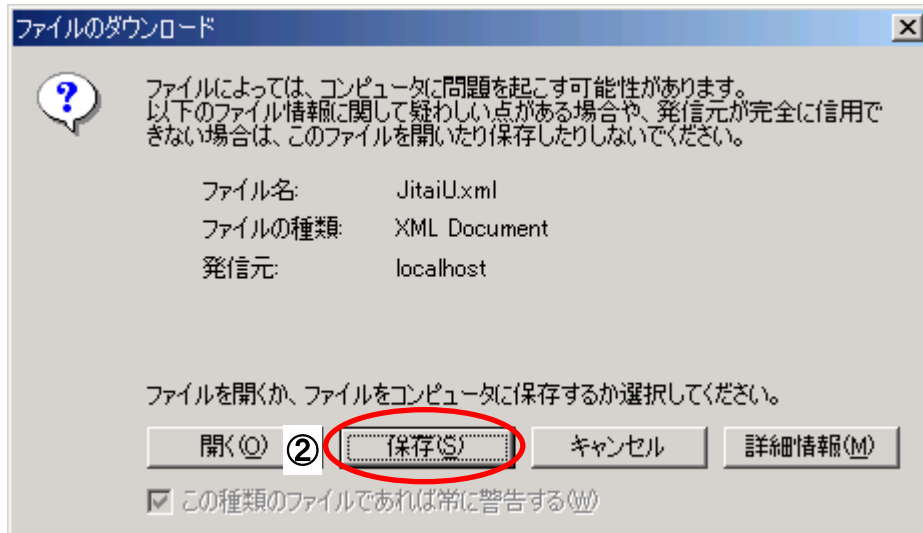 ファイルのダウンロード
ファイルによっては、コンピュータに問題を起こす可能性があります。
以下のファイル情報に関して疑わしい点がある場合や、発信元が完全に信用で
きない場合は、このファイルを開いたり保存したりしないでください。
ファイル名: JitaiU.xml
ファイルの種類: XML Document
発信元: localhost
ファイルを開くか、ファイルをコンピュータに保存するか選択してください。
開く(O) ② 保存(S) キャンセル 詳細情報(M)
この種類のファイルであれば常に警告する(W)